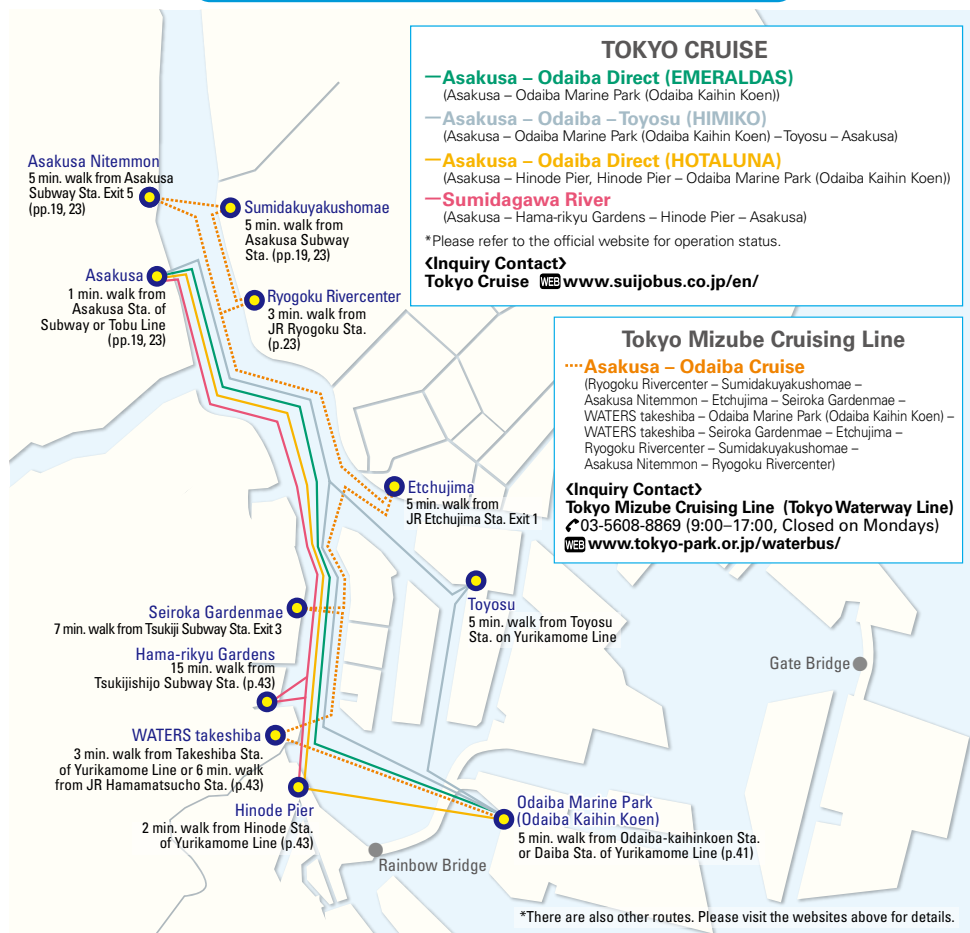 TOKYO CRUISE
Asakusa – Odaiba Direct (EMERALDAS)
(Asakusa – Odaiba Marine Park (Odaiba Kaihin Koen))
Asakusa – Odaiba – Toyosu (HIMIKO)
(Asakusa – Odaiba Marine Park (Odaiba Kaihin Koen) – Toyosu – Asakusa)
Asakusa – Odaiba Direct (HOTALUNA)
(Asakusa – Hinode Pier, Hinode Pier – Odaiba Marine Park (Odaiba Kaihin Koen))
Sumidagawa River
(Asakusa – Hama-rikyu Gardens – Hinode Pier – Asakusa)
*Please refer to the official website for operation status.
《Inquiry Contact》
Tokyo Cruise WEB www.suijobus.co.jp/en/
Tokyo Mizube Cruising Line
Asakusa – Odaiba Cruise
(Ryogoku Rivercenter – Sumidakuyakushomae –
Asakusa Nitemmon – Etchujima – Seiroka Gardenmae –
WATERS takeshiba – Odaiba Marine Park (Odaiba Kaihin Koen) –
WATERS takeshiba – Seiroka Gardenmae – Etchujima –
Ryogoku Rivercenter – Sumidakuyakushomae –
Asakusa Nitemmon – Ryogoku Rivercenter)
《Inquiry Contact》
Tokyo Mizube Cruising Line (Tokyo Waterway Line)
03-5608-8869 (9:00–17:00, Closed on Mondays)
WEB www.tokyo-park.or.jp/waterbus/
Asakusa Nitemmon
5 min. walk from Asakusa
Subway Sta. Exit 5
(pp.19, 23)
Sumidakuyakushomae
5 min. walk from
Asakusa Subway
Sta. (pp.19, 23)
Asakusa
1 min. walk from
Asakusa Sta. of
Subway or Tobu Line
(pp.19, 23)
Ryogoku Rivercenter
3 min. walk from
JR Ryogoku Sta.
(p.23)
Etchujima
5 min. walk from
JR Etchujima Sta. Exit 1
Toyosu
5 min. walk from Toyosu
Sta. on Yurikamome Line
Seiroka Gardenmae
7 min. walk from Tsukiji Subway Sta. Exit 3
Hama-rikyu Gardens
15 min. walk from
Tsukijishijo Subway Sta. (p.43)
Gate Bridge
WATERS takeshiba
3 min. walk from Takeshiba Sta.
of Yurikamome Line or 6 min. walk
from JR Hamamatsucho Sta. (p.43)
Hinode Pier
2 min. walk from Hinode Sta.
of Yurikamome Line (p.43)
Odaiba Marine Park
(Odaiba Kaihin Koen)
5 min. walk from Odaiba-kaihinkoen Sta.
or Daiba Sta. of Yurikamome Line (p.41)
Rainbow Bridge
*There are also other routes. Please visit the websites above for details.